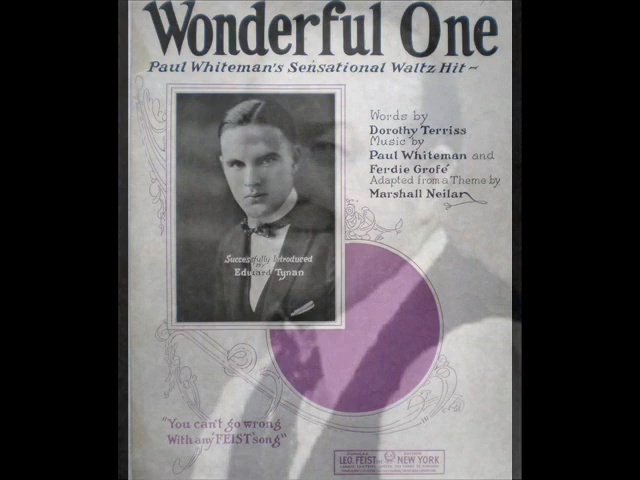 Wonderful One
Paul Whiteman's Sensational Waltz Hit~
Words by
Dorothy Terriss
Music by
Paul Whiteman and
Ferdie Grofé
Adapted from a Theme by
Marshall Neilan
Successfully Introduced
by
Edward Tynan
"You can't go wrong
With any 'FEIST' song"
LEO. FEIST NEW YORK